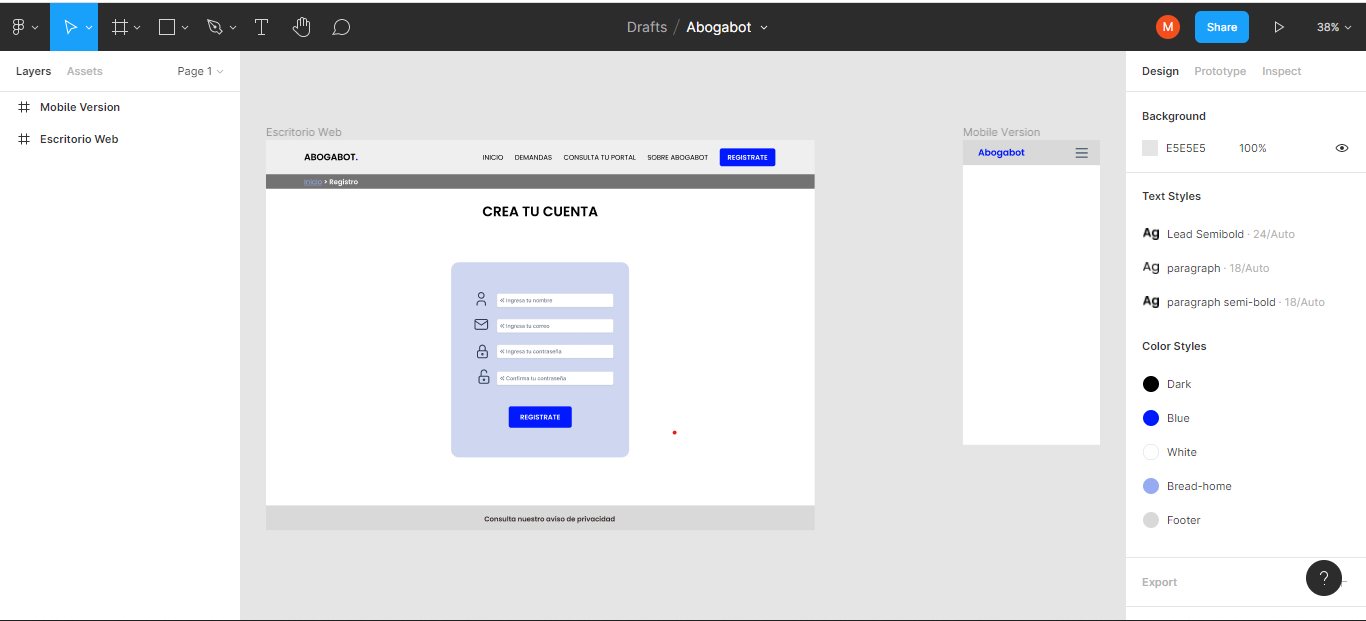 Drafts / Abogabot
M
Share
38%
Layers
Assets
Page 1
Mobile Version
Escritorio Web
Escritorio Web
ABOGABOT.
INICIO
DEMANDAS
CONSULTA TU PORTAL
SOBRE ABOGABOT
REGISTRATE
Inicio > Registro
CREA TU CUENTA
« Ingresa tu nombre
« Ingresa tu correo
« Ingresa tu contraseña
« Confirma tu contraseña
REGISTRATE
Consulta nuestro aviso de privacidad
Mobile Version
Abogabot
Design
Prototype
Inspect
Background
E5E5E5
100%
Text Styles
Ag Lead Semibold · 24/Auto
Ag paragraph · 18/Auto
Ag paragraph semi-bold · 18/Auto
Color Styles
Dark
Blue
White
Bread-home
Footer
Export
?